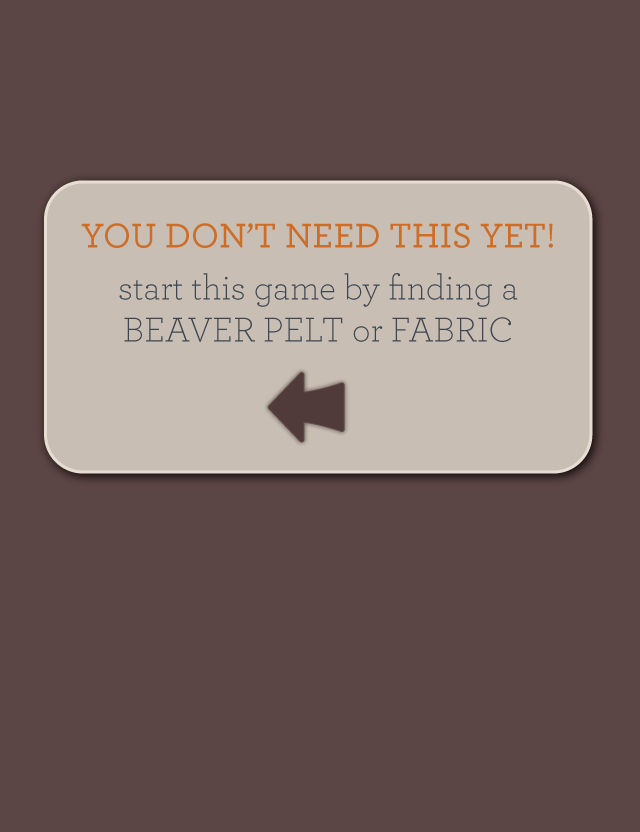 YOU DON’T NEED THIS YET!
start this game by finding a
BEAVER PELT or FABRIC